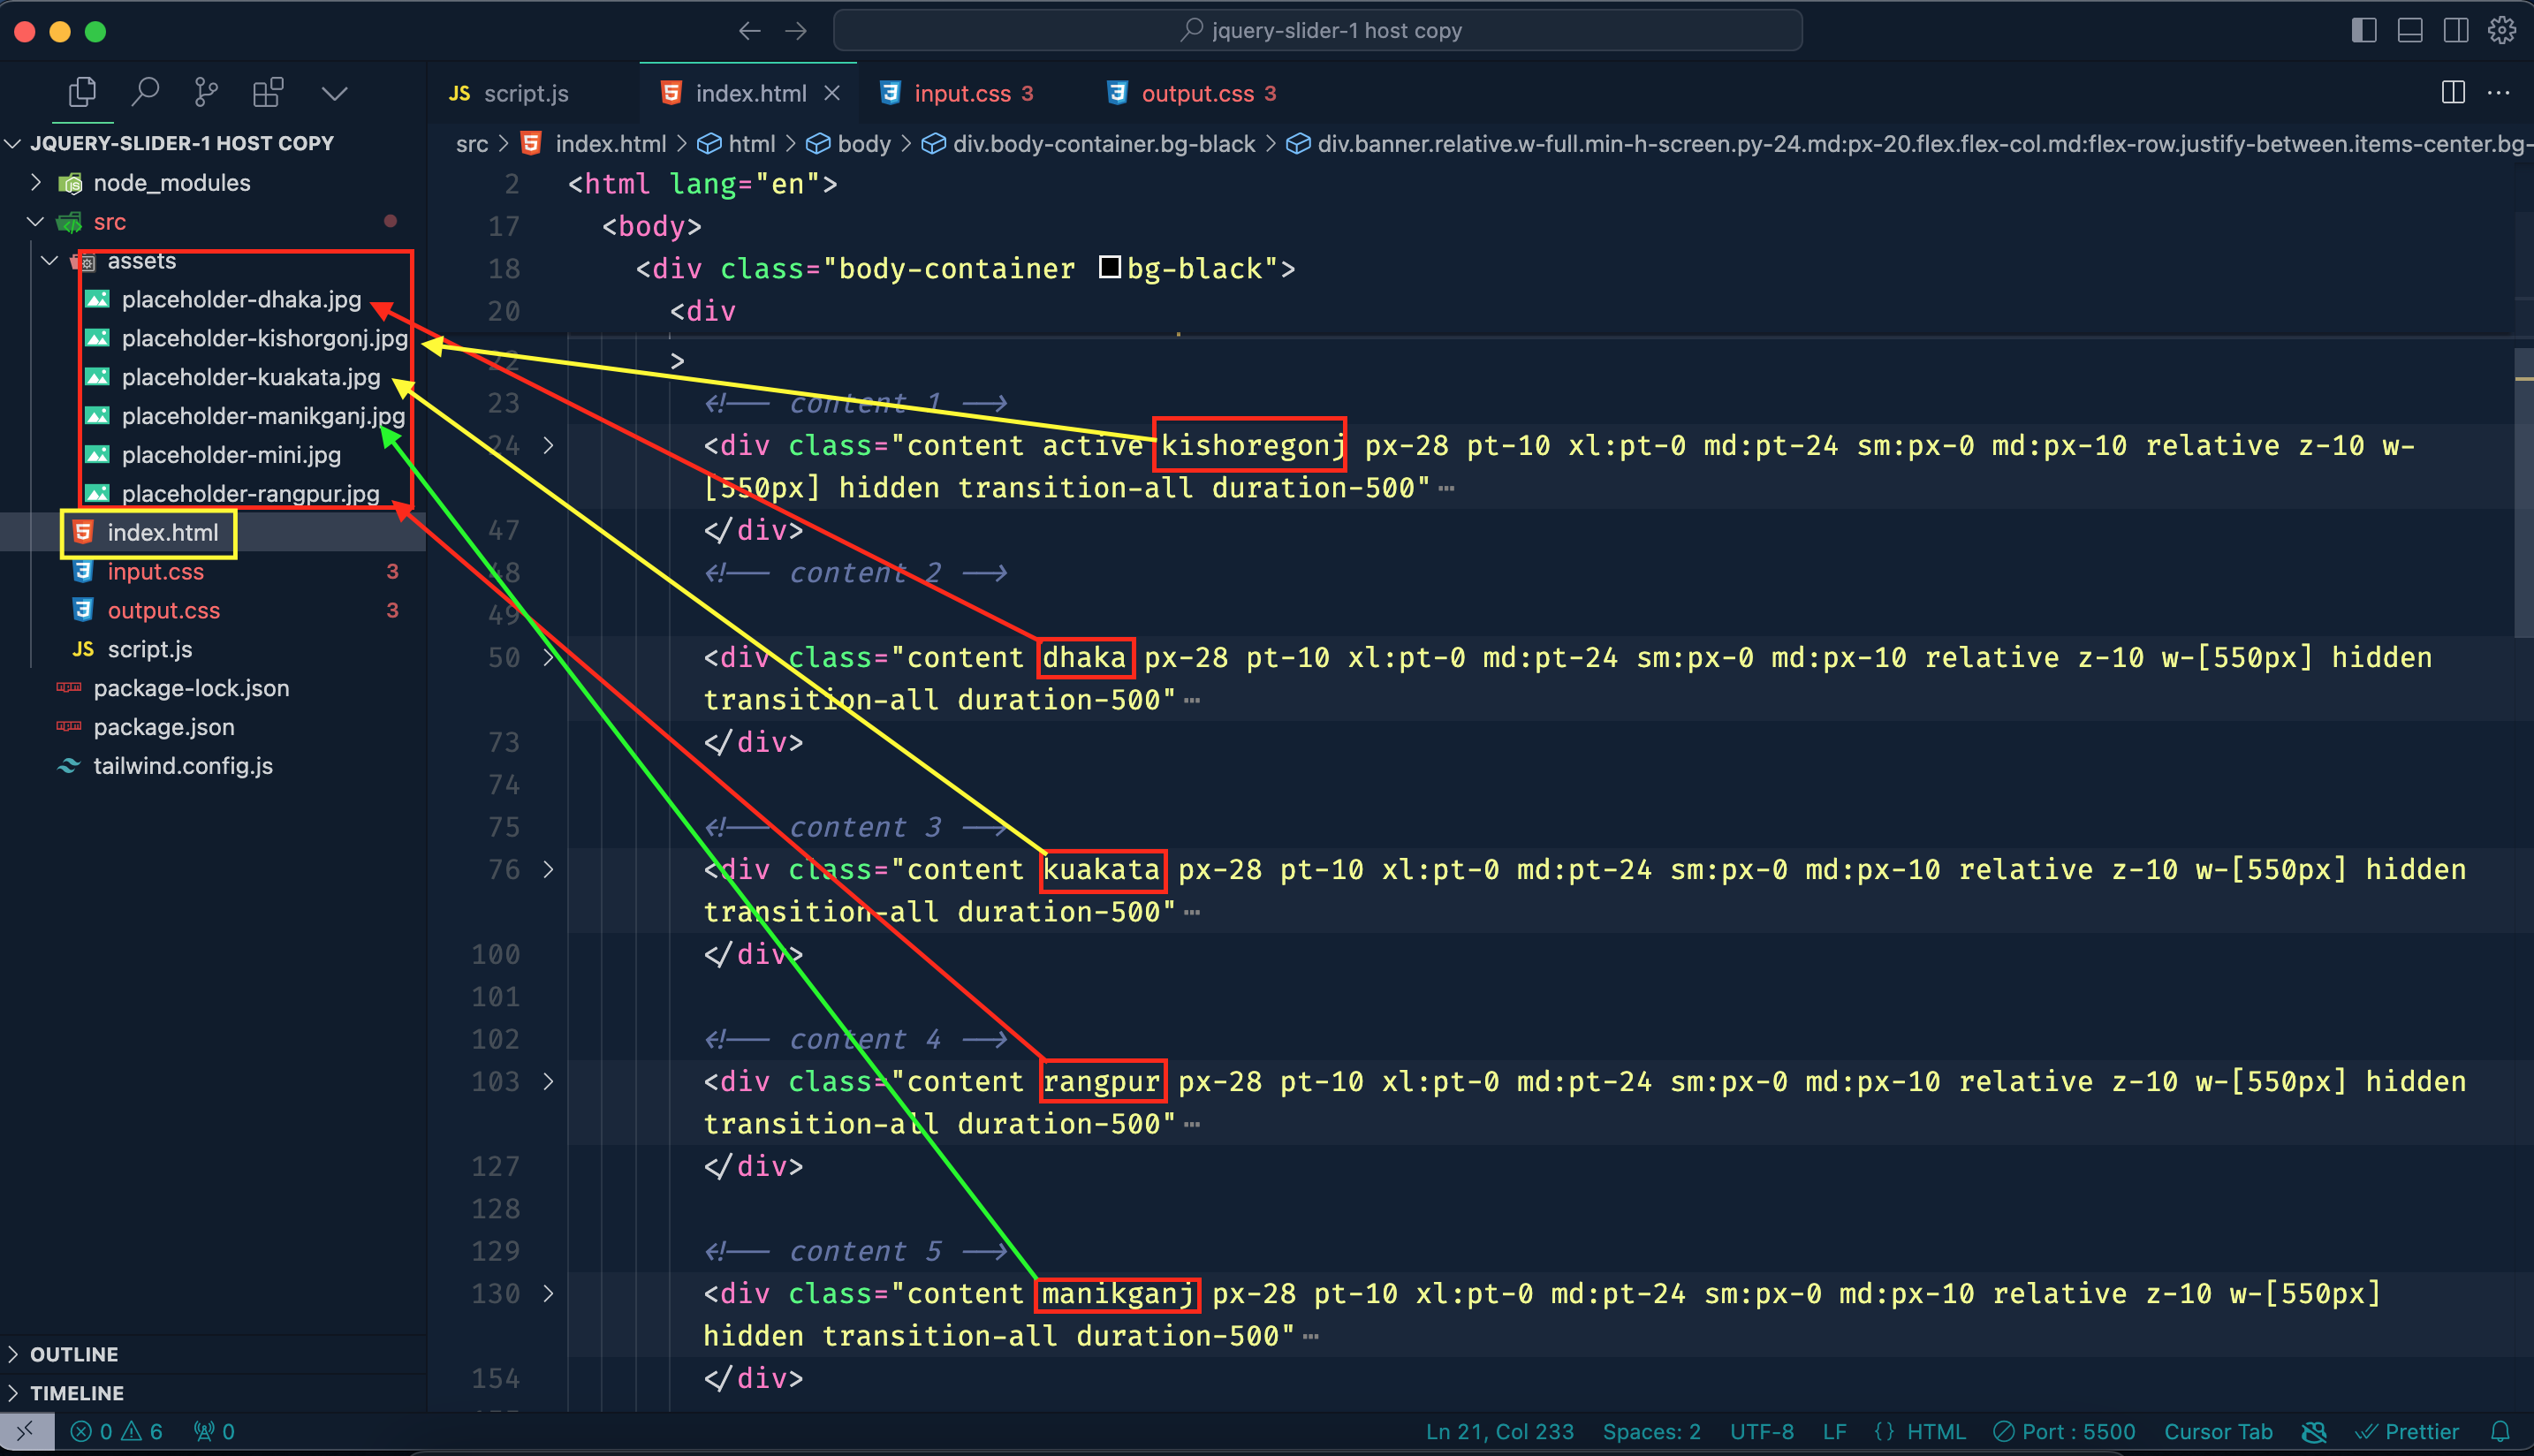 jquery-slider-1 host copy
JS script.js
index.html
input.css 3
output.css 3
JQUERY-SLIDER-1 HOST COPY
node_modules
src
assets
placeholder-dhaka.jpg
placeholder-kishorgonj.jpg
placeholder-kuakata.jpg
placeholder-manikganj.jpg
placeholder-mini.jpg
placeholder-rangpur.jpg
index.html
input.css 3
output.css 3
JS script.js
package-lock.json
package.json
tailwind.config.js
OUTLINE
TIMELINE
src > index.html > html > body > div.body-container.bg-black > div.banner.relative.w-full.min-h-screen.py-24.md:px-20.flex.flex-col.md:flex-row.justify-between.items-center.bg-
2 <html lang="en">
17 <body>
18 <div class="body-container bg-black">
20 <div
22 >
23 <!-- content 1 -->
24 <div class="content active kishoregonj px-28 pt-10 xl:pt-0 md:pt-24 sm:px-0 md:px-10 relative z-10 w-
[550px] hidden transition-all duration-500"…
47 </div>
48 <!-- content 2 -->
49
50 <div class="content dhaka px-28 pt-10 xl:pt-0 md:pt-24 sm:px-0 md:px-10 relative z-10 w-[550px] hidden
transition-all duration-500"…
73 </div>
74
75 <!-- content 3 -->
76 <div class="content kuakata px-28 pt-10 xl:pt-0 md:pt-24 sm:px-0 md:px-10 relative z-10 w-[550px] hidden
transition-all duration-500"…
100 </div>
101
102 <!-- content 4 -->
103 <div class="content rangpur px-28 pt-10 xl:pt-0 md:pt-24 sm:px-0 md:px-10 relative z-10 w-[550px] hidden
transition-all duration-500"…
127 </div>
128
129 <!-- content 5 -->
130 <div class="content manikganj px-28 pt-10 xl:pt-0 md:pt-24 sm:px-0 md:px-10 relative z-10 w-[550px]
hidden transition-all duration-500"…
154 </div>
0 6 0 Ln 21, Col 233 Spaces: 2 UTF-8 LF {} HTML Port : 5500 Cursor Tab Prettier